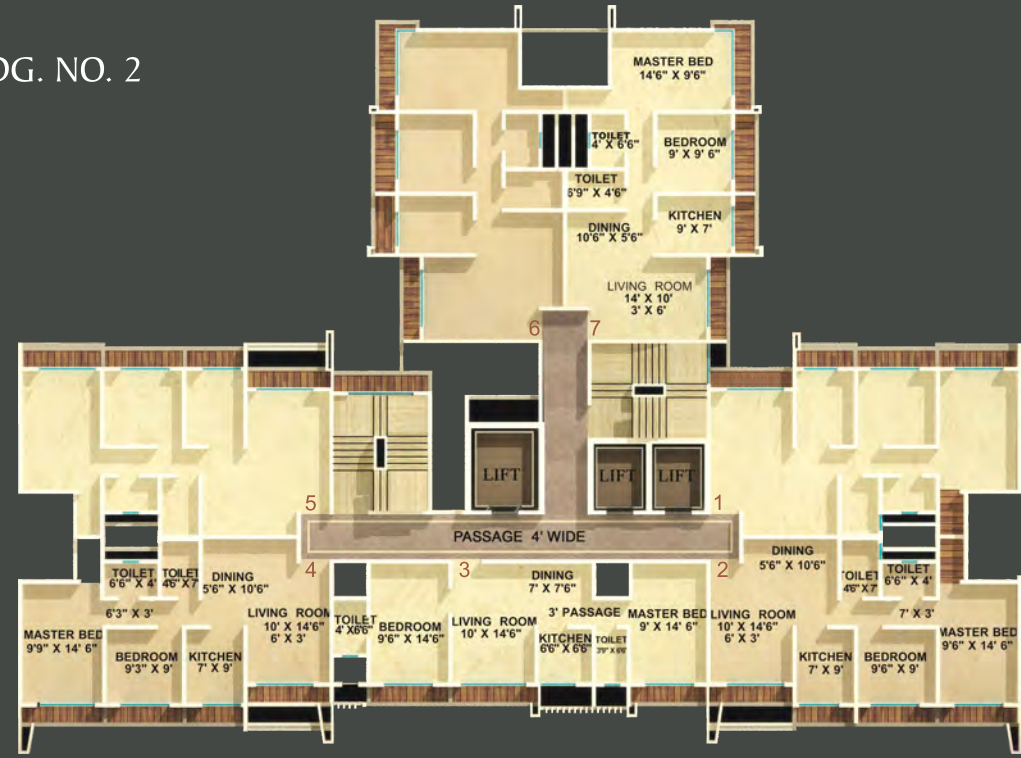 DG. NO. 2
MASTER BED
14'6" X 9'6"
TOILET
4' X 6'6"
BEDROOM
9' X 9' 6"
TOILET
6'9" X 4'6"
KITCHEN
9' X 7'
DINING
10'6" X 5'6"
LIVING ROOM
14' X 10'
3' X 6'
6
7
LIFT
LIFT
LIFT
5
1
PASSAGE 4' WIDE
4
3
2
TOILET
6'6" X 4'
TOILET
4'6" X 7'
DINING
5'6" X 10'6"
6'3" X 3'
LIVING ROOM
10' X 14'6"
6' X 3'
MASTER BED
9'9" X 14' 6"
BEDROOM
9'3" X 9'
KITCHEN
7' X 9'
TOILET
4' X6'6"
BEDROOM
9'6" X 14'6"
LIVING ROOM
10' X 14'6"
DINING
7' X 7'6"
3' PASSAGE
KITCHEN
6'6" X 6'6"
TOILET
3'9" X 6'6"
MASTER BED
9' X 14' 6"
LIVING ROOM
10' X 14'6"
6' X 3'
DINING
5'6" X 10'6"
TOILET
4'6" X 7'
TOILET
6'6" X 4'
7' X 3'
KITCHEN
7' X 9'
BEDROOM
9'6" X 9'
MASTER BED
9'6" X 14' 6"